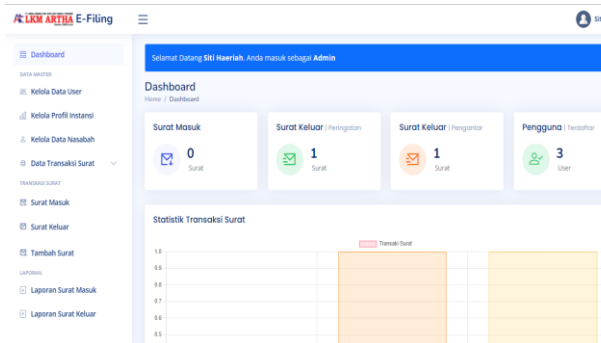 LKM ARTHA E-Filing
Siti
Dashboard
DATA MASTER
Kelola Data User
Kelola Profil Instansi
Kelola Data Nasabah
Data Transaksi Surat
TRANSAKSI SURAT
Surat Masuk
Surat Keluar
Tambah Surat
LAPORAN
Laporan Surat Masuk
Laporan Surat Keluar
Selamat Datang Siti Haeriah. Anda masuk sebagai Admin
Dashboard
Home / Dashboard
Surat Masuk
0
Surat
Surat Keluar | Peringatan
1
Surat
Surat Keluar | Pengantar
1
Surat
Pengguna | Terdaftar
3
User
Statistik Transaksi Surat
Transaksi Surat
1.0
0.9
0.8
0.7
0.6
0.5